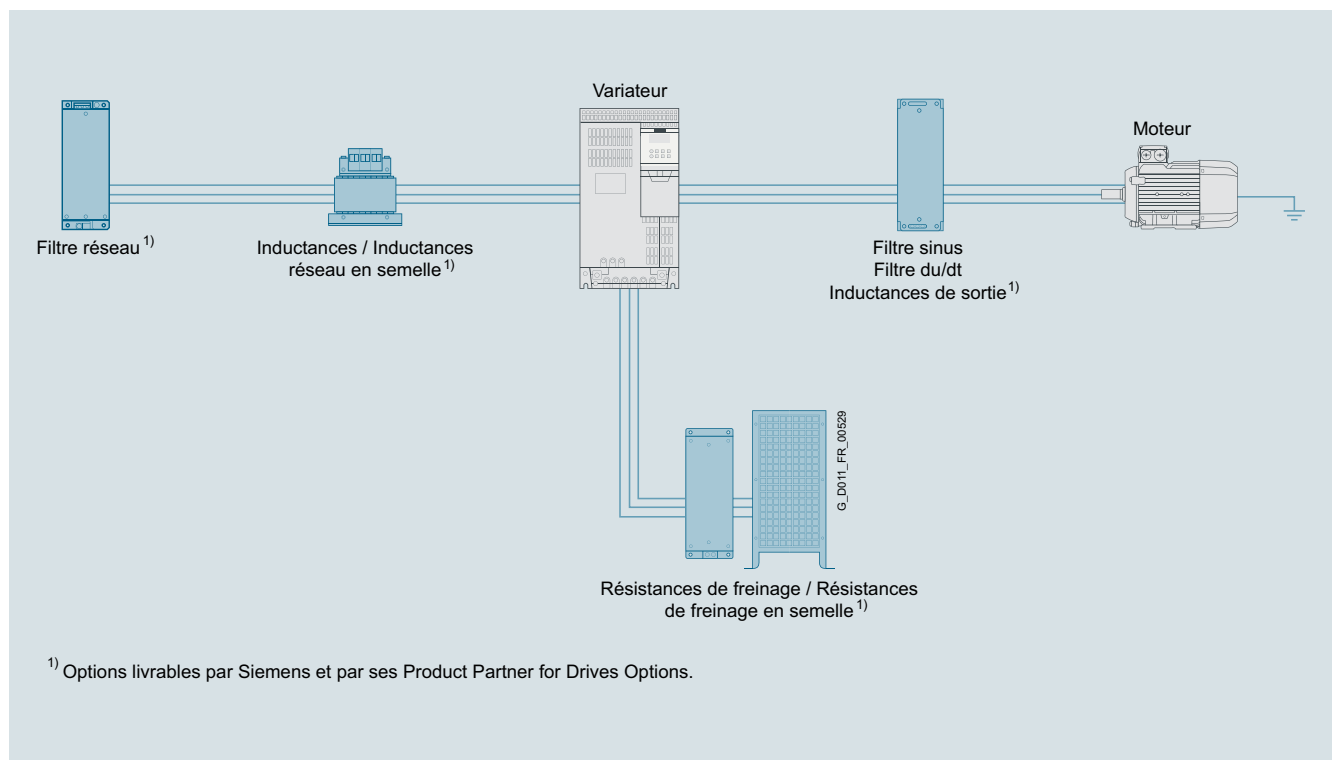 Variateur
Moteur
Filtre réseau 1)
Inductances / Inductances
réseau en semelle 1)
Filtre sinus
Filtre du/dt
Inductances de sortie 1)
G_D011_FR_00529
Résistances de freinage / Résistances
de freinage en semelle 1)
1) Options livrables par Siemens et par ses Product Partner for Drives Options.